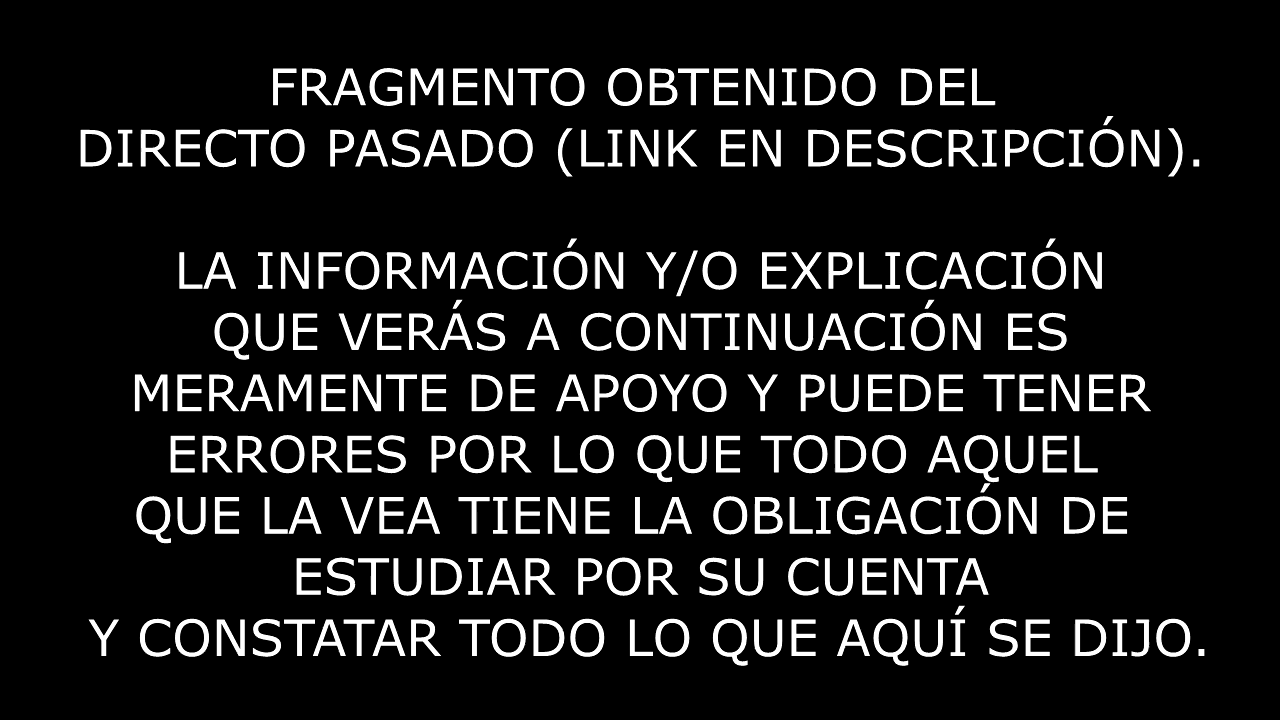 FRAGMENTO OBTENIDO DEL
DIRECTO PASADO (LINK EN DESCRIPCIÓN).
LA INFORMACIÓN Y/O EXPLICACIÓN
QUE VERÁS A CONTINUACIÓN ES
MERAMENTE DE APOYO Y PUEDE TENER
ERRORES POR LO QUE TODO AQUEL
QUE LA VEA TIENE LA OBLIGACIÓN DE
ESTUDIAR POR SU CUENTA
Y CONSTATAR TODO LO QUE AQUÍ SE DIJO.